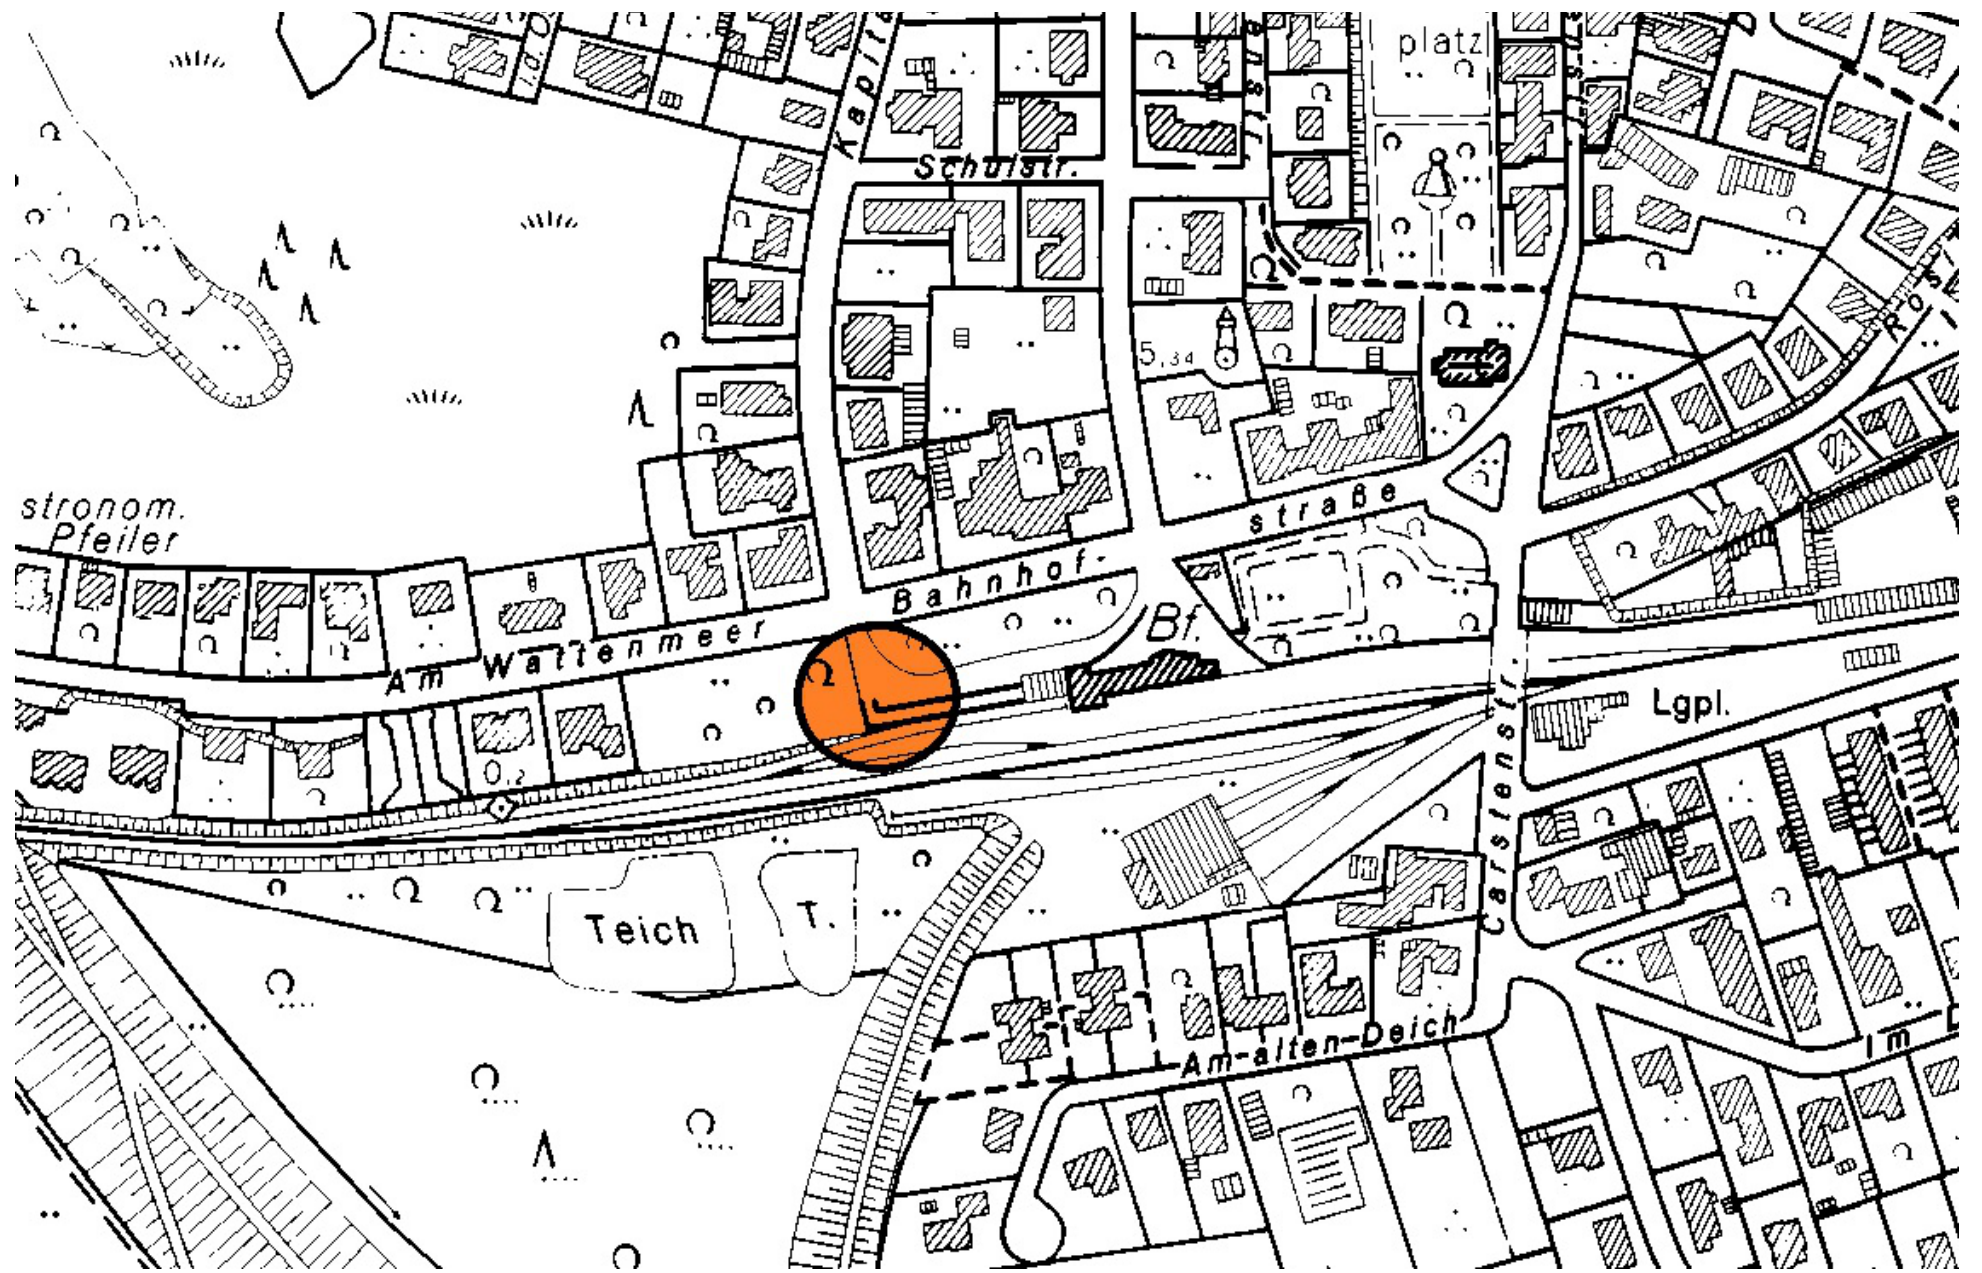 platz
Schulstr.
5,34
stronom.
Pfeiler
straße
Bahnhof-
Bf.
Am Wattenmeer
Lgpl.
0,2
Carstenstr.
Teich
T.
Am-alten-Deich
Im D